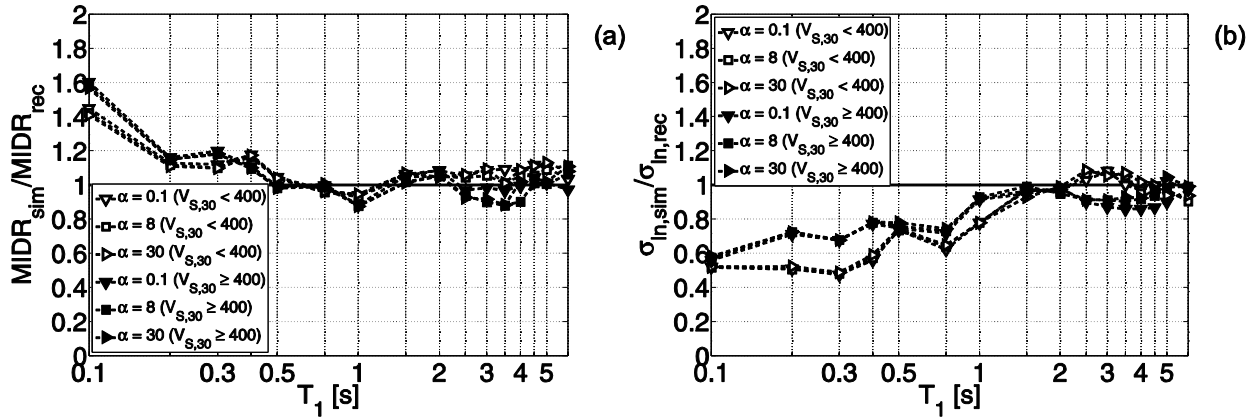 (a)
MIDR_sim/MIDR_rec
2
1.8
1.6
1.4
1.2
1
0.8
0.6
0.4
0.2
0
α = 0.1 (V_S,30 < 400)
α = 8 (V_S,30 < 400)
α = 30 (V_S,30 < 400)
α = 0.1 (V_S,30 ≥ 400)
α = 8 (V_S,30 ≥ 400)
α = 30 (V_S,30 ≥ 400)
0.1 0.3 0.5 1 2 3 4 5
T_1 [s]
(b)
σ_ln,sim/σ_ln,rec
2
1.8
1.6
1.4
1.2
1
0.8
0.6
0.4
0.2
0
α = 0.1 (V_S,30 < 400)
α = 8 (V_S,30 < 400)
α = 30 (V_S,30 < 400)
α = 0.1 (V_S,30 ≥ 400)
α = 8 (V_S,30 ≥ 400)
α = 30 (V_S,30 ≥ 400)
0.1 0.2 0.3 0.5 1 2 3 4 5
T_1 [s]